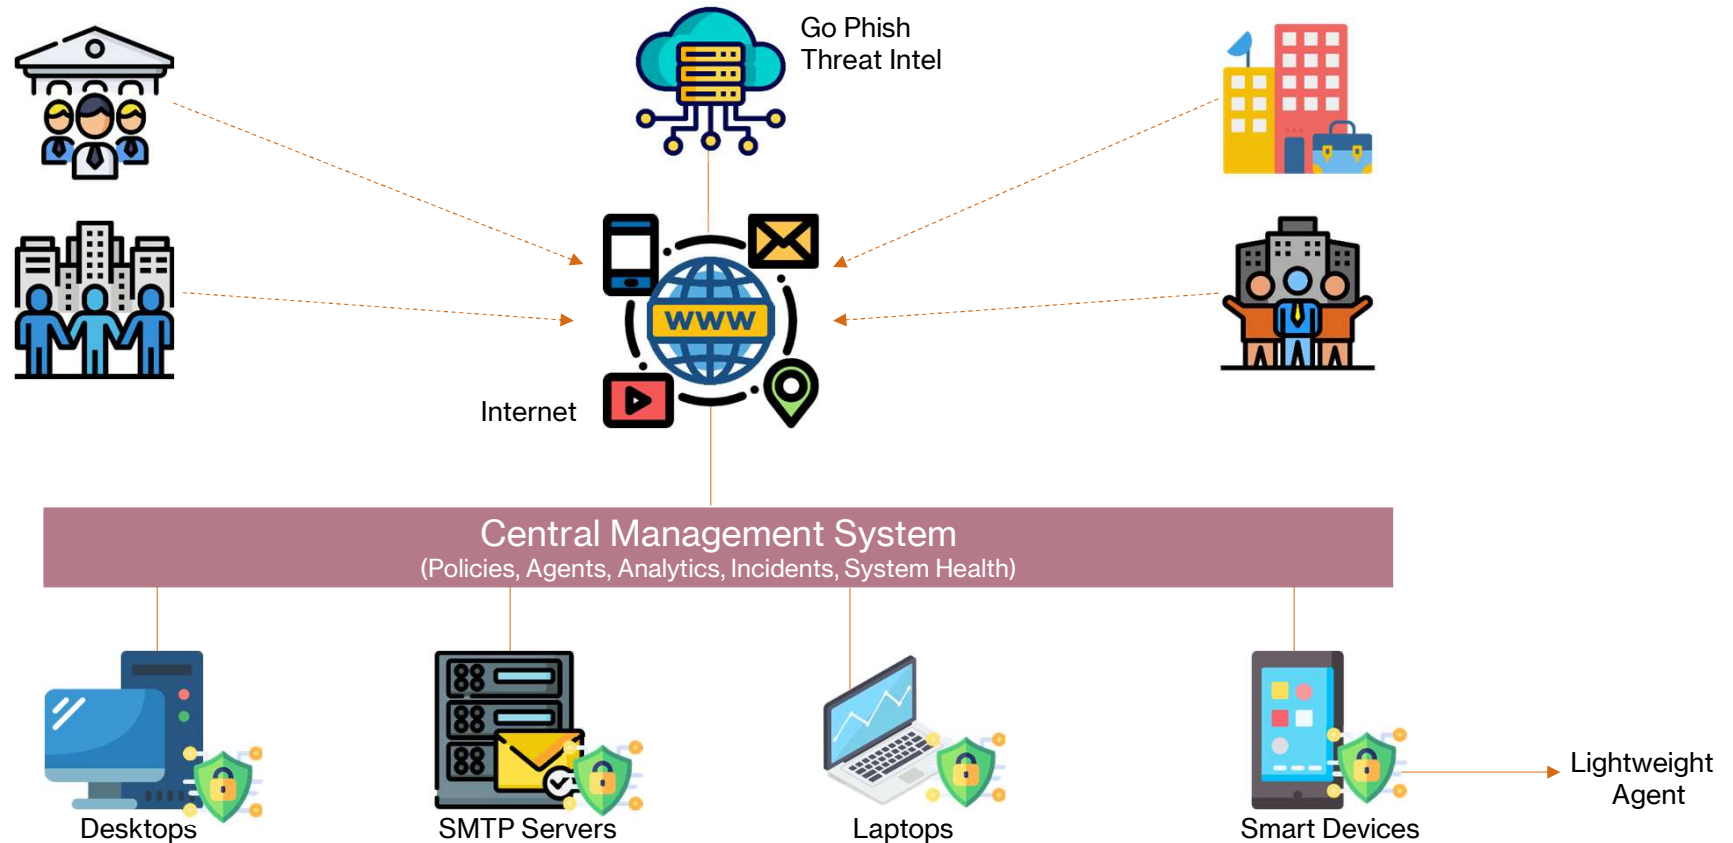 Go Phish
Threat Intel
WWW
Internet
Central Management System
(Policies, Agents, Analytics, Incidents, System Health)
Desktops
SMTP Servers
Laptops
Smart Devices
Lightweight
Agent